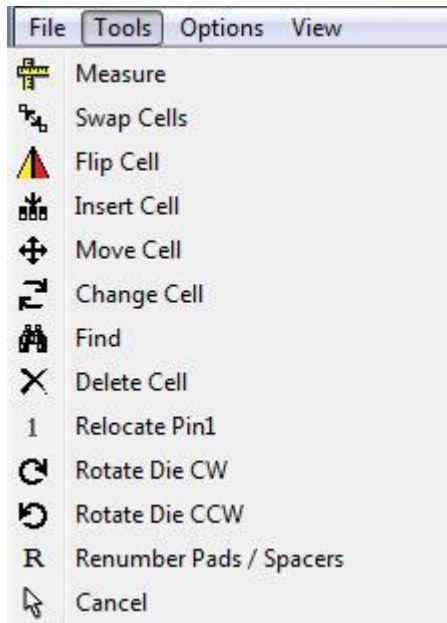 File Tools Options View
Measure
Swap Cells
Flip Cell
Insert Cell
Move Cell
Change Cell
Find
Delete Cell
1 Relocate Pin1
Rotate Die CW
Rotate Die CCW
R Renumber Pads / Spacers
Cancel